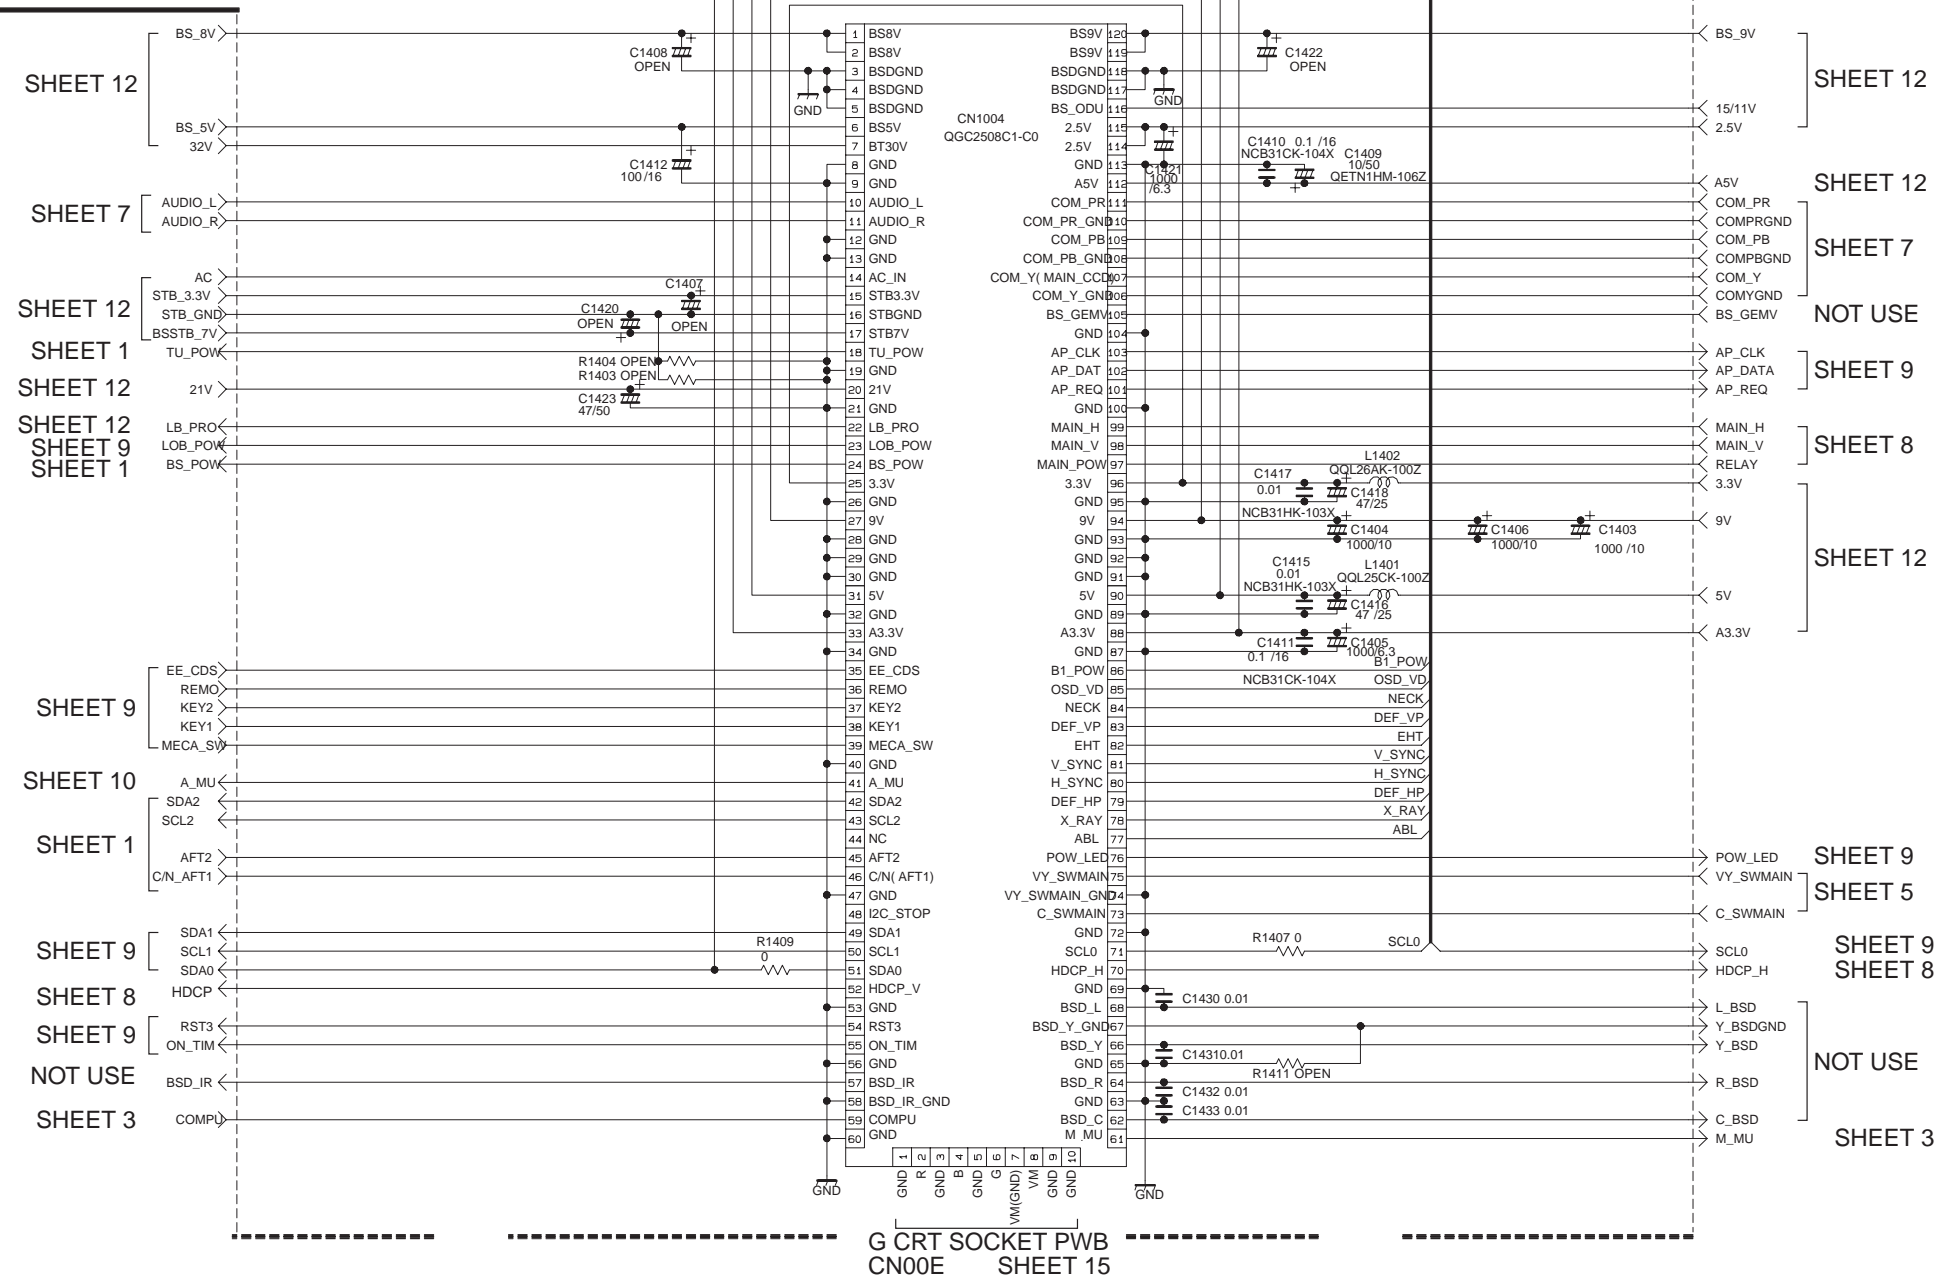 SHEET 12
BS_8V
BS_5V
32V
SHEET 7
AUDIO_L
AUDIO_R
SHEET 12
AC
STB_3.3V
STB_GND
BSSTB_7V
SHEET 1
TU_POW
SHEET 12
21V
SHEET 12
LB_PRO
SHEET 9
LOB_POW
SHEET 1
BS_POW
SHEET 9
EE_CDS
REMO
KEY2
KEY1
MECA_SW
SHEET 10
A_MU
SHEET 1
SDA2
SCL2
AFT2
C/N_AFT1
SHEET 9
SDA1
SCL1
SDA0
SHEET 8
HDCP
SHEET 9
RST3
ON_TIM
NOT USE
BSD_IR
SHEET 3
COMPU
C1408
OPEN
GND
C1412
100/16
C1407
OPEN
C1420
OPEN
R1404 OPEN
R1403 OPEN
C1423
47/50
R1409
0
GND
CN1004
QGC2508C1-C0
1 BS8V
2 BS8V
3 BSDGND
4 BSDGND
5 BSDGND
6 BS5V
7 BT30V
8 GND
9 GND
10 AUDIO_L
11 AUDIO_R
12 GND
13 GND
14 AC_IN
15 STB3.3V
16 STBGND
17 STB7V
18 TU_POW
19 GND
20 21V
21 GND
22 LB_PRO
23 LOB_POW
24 BS_POW
25 3.3V
26 GND
27 9V
28 GND
29 GND
30 GND
31 5V
32 GND
33 A3.3V
34 GND
35 EE_CDS
36 REMO
37 KEY2
38 KEY1
39 MECA_SW
40 GND
41 A_MU
42 SDA2
43 SCL2
44 NC
45 AFT2
46 C/N( AFT1)
47 GND
48 I2C_STOP
49 SDA1
50 SCL1
51 SDA0
52 HDCP_V
53 GND
54 RST3
55 ON_TIM
56 GND
57 BSD_IR
58 BSD_IR_GND
59 COMPU
60 GND
BS9V 120
BS9V 119
BSDGND 118
BSDGND 117
BS_ODU 116
2.5V 115
2.5V 114
GND 113
A5V 112
COM_PR 111
COM_PR_GND 110
COM_PB 109
COM_PB_GND 108
COM_Y( MAIN_CCD) 107
COM_Y_GND 106
BS_GEMV 105
GND 104
AP_CLK 103
AP_DAT 102
AP_REQ 101
GND 100
MAIN_H 99
MAIN_V 98
MAIN_POW 97
3.3V 96
GND 95
9V 94
GND 93
GND 92
GND 91
5V 90
GND 89
A3.3V 88
GND 87
B1_POW 86
OSD_VD 85
NECK 84
DEF_VP 83
EHT 82
V_SYNC 81
H_SYNC 80
DEF_HP 79
X_RAY 78
ABL 77
POW_LED 76
VY_SWMAIN 75
VY_SWMAIN_GND 74
C_SWMAIN 73
GND 72
SCL0 71
HDCP_H 70
GND 69
BSD_L 68
BSD_Y_GND 67
BSD_Y 66
GND 65
BSD_R 64
GND 63
BSD_C 62
M_MU 61
C1422
OPEN
GND
C1421
1000
/6.3
C1410 0.1 /16
NCB31CK-104X
C1409
10/50
QETN1HM-106Z
L1402
QQL26AK-100Z
C1417
0.01
NCB31HK-103X
C1418
47/25
C1404
1000/10
C1406
1000/10
C1403
1000 /10
C1415
0.01
NCB31HK-103X
L1401
QQL25CK-100Z
C1416
47 /25
C1411
0.1 /16
NCB31CK-104X
C1405
1000/6.3
B1_POW
OSD_VD
NECK
DEF_VP
EHT
V_SYNC
H_SYNC
DEF_HP
X_RAY
ABL
R1407 0
SCL0
C1430 0.01
C14310.01
R1411 OPEN
C1432 0.01
C1433 0.01
GND
BS_9V
15/11V
2.5V
SHEET 12
A5V
SHEET 12
COM_PR
COMPRGND
COM_PB
COMPBGND
COM_Y
COMYGND
SHEET 7
BS_GEMV
NOT USE
AP_CLK
AP_DATA
AP_REQ
SHEET 9
MAIN_H
MAIN_V
RELAY
SHEET 8
3.3V
9V
5V
A3.3V
SHEET 12
POW_LED
SHEET 9
VY_SWMAIN
C_SWMAIN
SHEET 5
SCL0
SHEET 9
HDCP_H
SHEET 8
L_BSD
Y_BSDGND
Y_BSD
R_BSD
C_BSD
NOT USE
M_MU
SHEET 3
1 2 3 4 5 6 7 8 9 10
GND
R
GND
B
GND
G
VM(GND)
VM
GND
GND
G CRT SOCKET PWB
CN00E SHEET 15